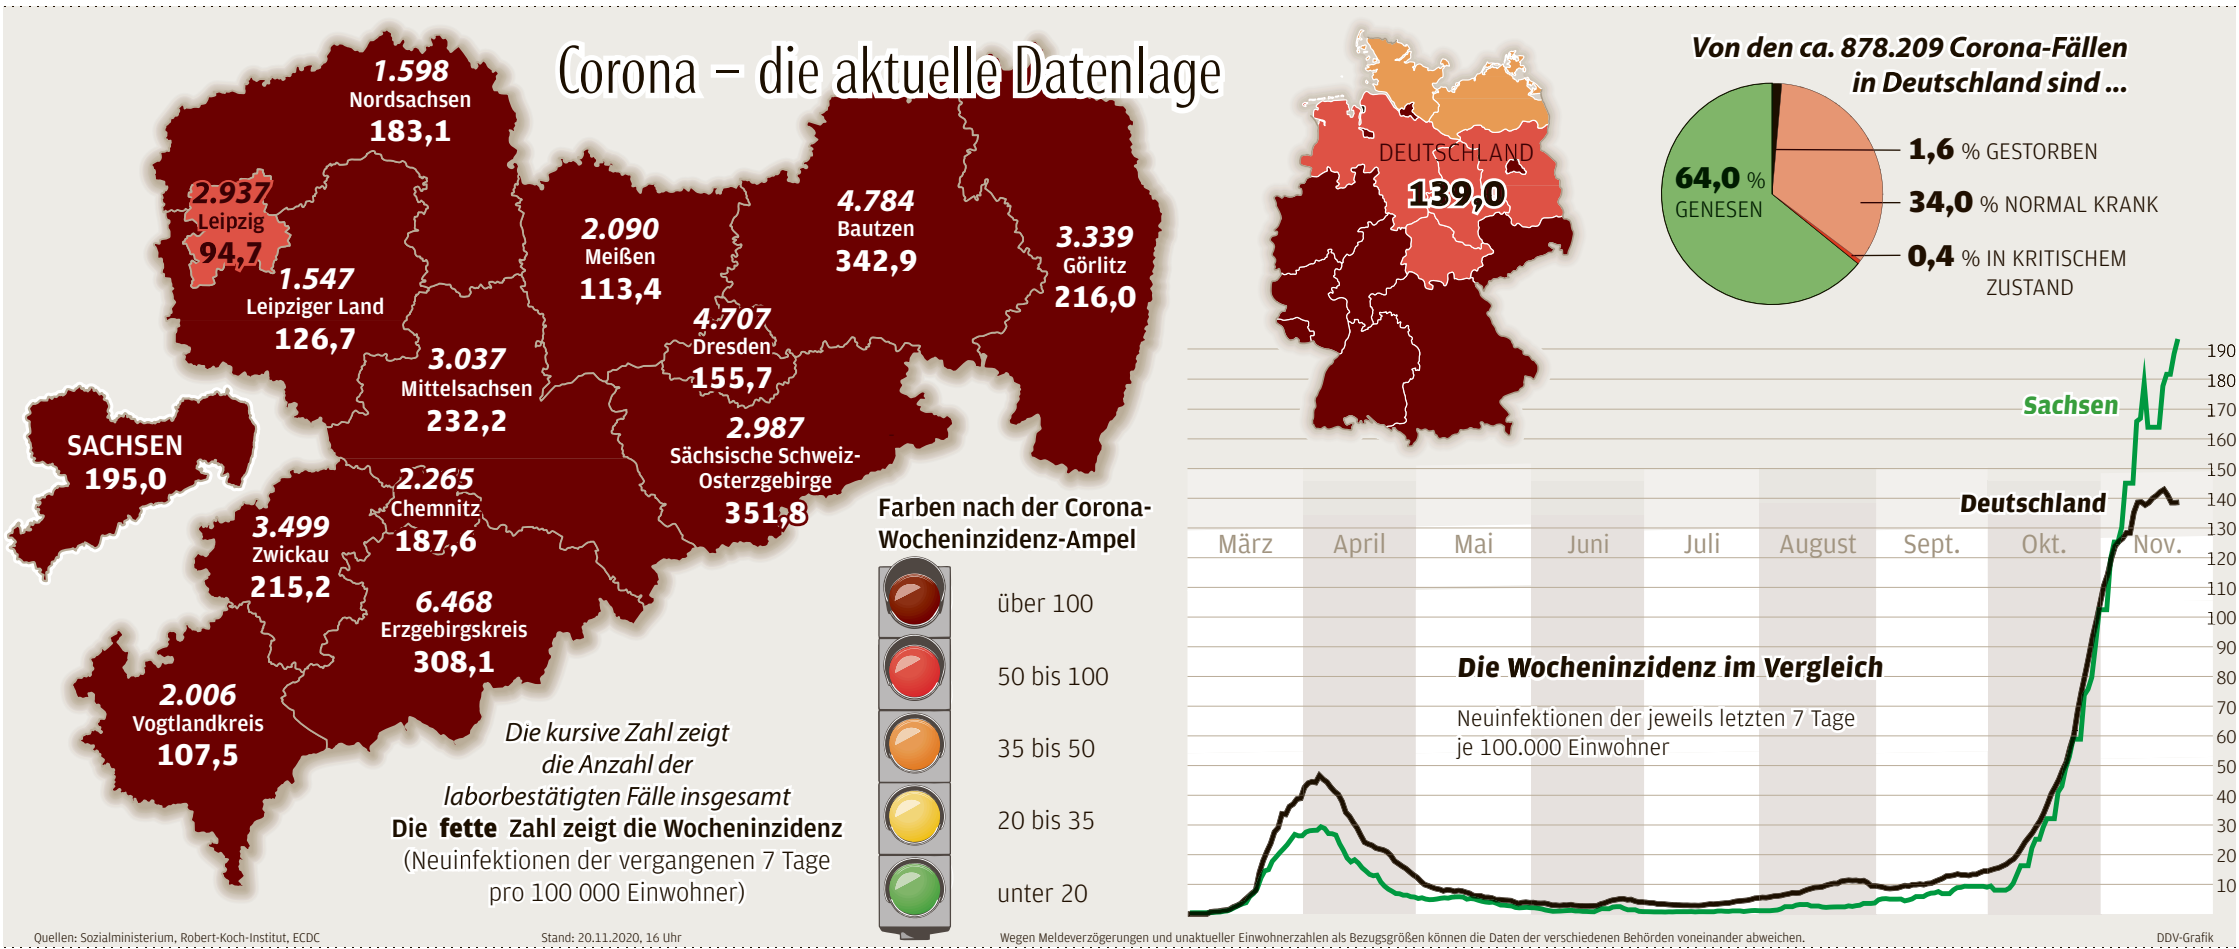 Corona – die aktuelle Datenlage
1.598
Nordsachsen
183,1
2.937
Leipzig
94,7
1.547
Leipziger Land
126,7
2.090
Meißen
113,4
4.784
Bautzen
342,9
3.339
Görlitz
216,0
4.707
Dresden
155,7
3.037
Mittelsachsen
232,2
2.987
Sächsische Schweiz-
Osterzgebirge
351,8
SACHSEN
195,0
2.265
Chemnitz
187,6
3.499
Zwickau
215,2
6.468
Erzgebirgskreis
308,1
2.006
Vogtlandkreis
107,5
Die kursive Zahl zeigt
die Anzahl der
laborbestätigten Fälle insgesamt
Die fette Zahl zeigt die Wocheninzidenz
(Neuinfektionen der vergangenen 7 Tage
pro 100 000 Einwohner)
Farben nach der Corona-
Wocheninzidenz-Ampel
über 100
50 bis 100
35 bis 50
20 bis 35
unter 20
DEUTSCHLAND
139,0
Von den ca. 878.209 Corona-Fällen
in Deutschland sind ...
64,0 %
GENESEN
1,6 % GESTORBEN
34,0 % NORMAL KRANK
0,4 % IN KRITISCHEM
ZUSTAND
Sachsen
Deutschland
März April Mai Juni Juli August Sept. Okt. Nov.
Die Wocheninzidenz im Vergleich
Neuinfektionen der jeweils letzten 7 Tage
je 100.000 Einwohner
190
180
170
160
150
140
130
120
110
100
90
80
70
60
50
40
30
20
10
Quellen: Sozialministerium, Robert-Koch-Institut, ECDC
Stand: 20.11.2020, 16 Uhr
Wegen Meldeverzögerungen und unaktueller Einwohnerzahlen als Bezugsgrößen können die Daten der verschiedenen Behörden voneinander abweichen.
DDV-Grafik